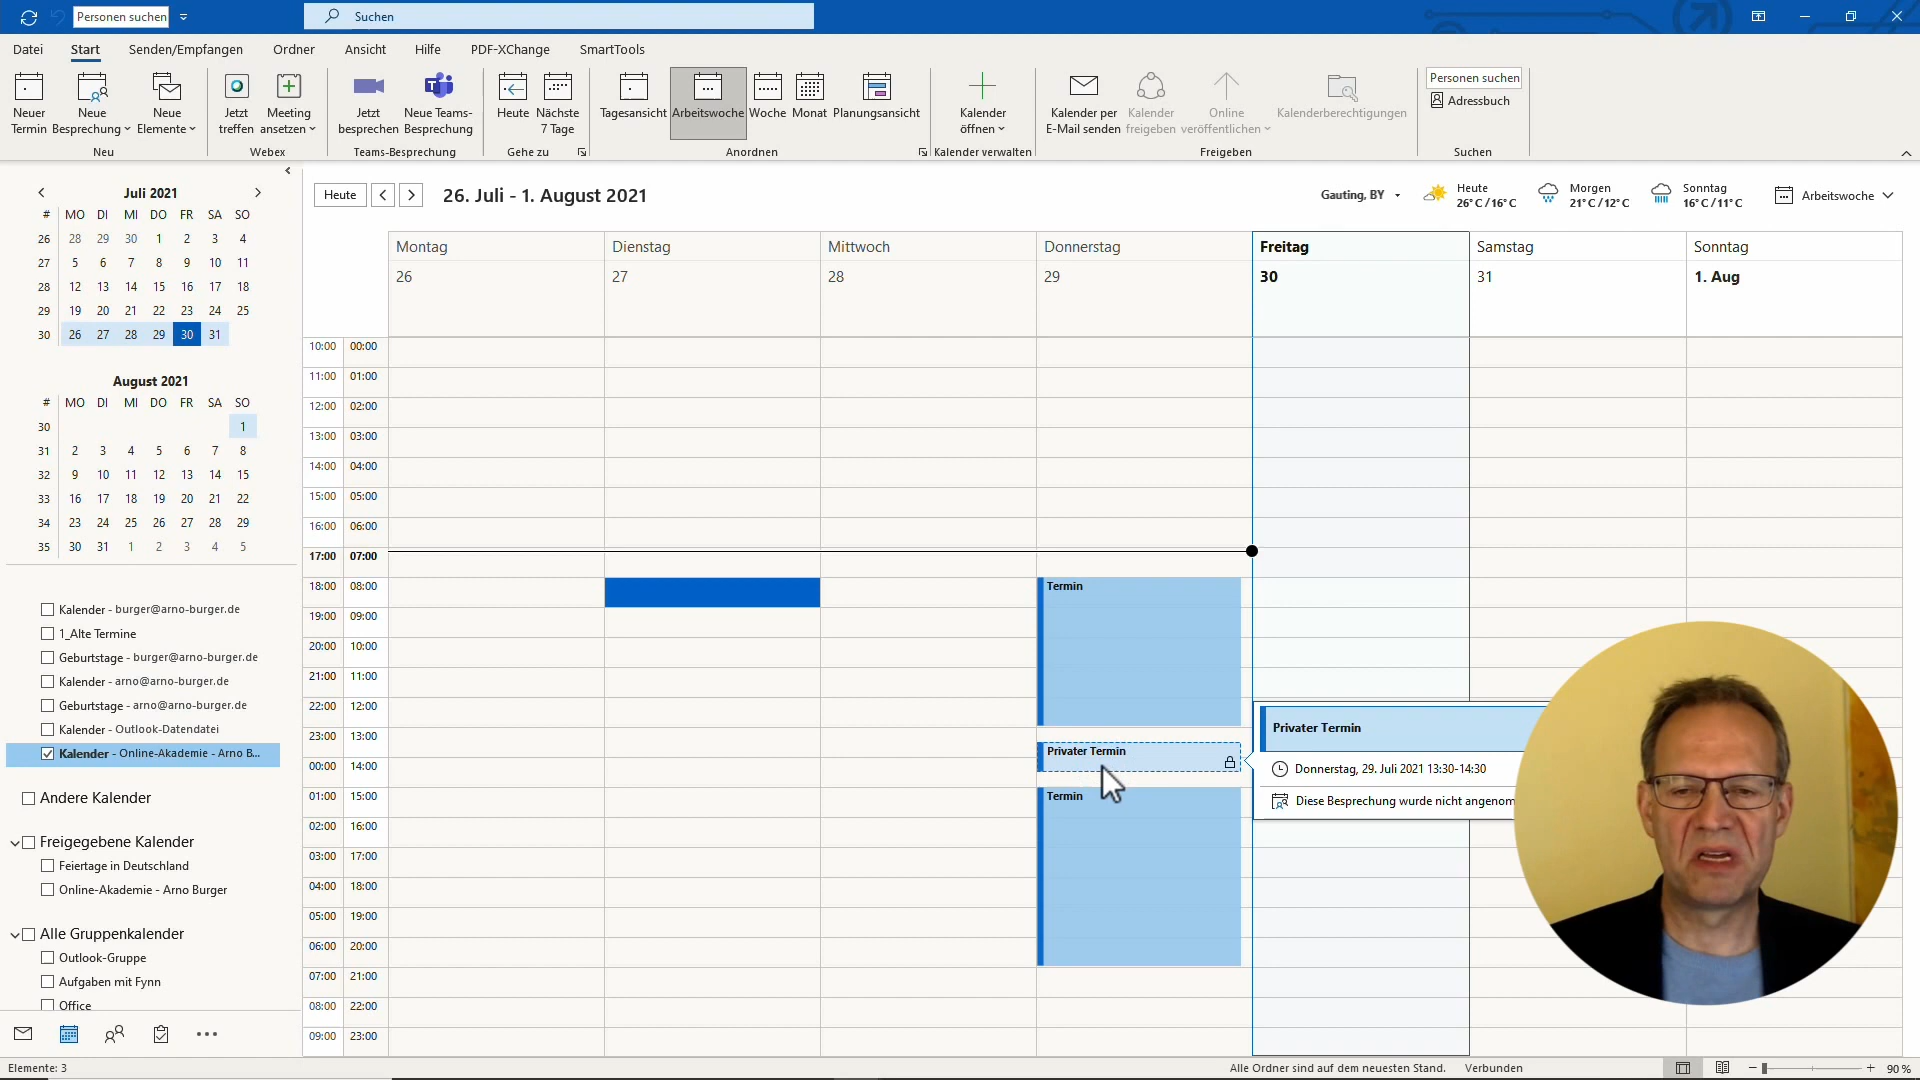 Personen suchen
Suchen
Datei
Start
Senden/Empfangen
Ordner
Ansicht
Hilfe
PDF-XChange
SmartTools
Neuer Termin
Neue Besprechung
Neue Elemente
Neu
Jetzt treffen
Meeting ansetzen
Webex
Jetzt besprechen
Neue Teams-Besprechung
Teams-Besprechung
Heute
Nächste 7 Tage
Gehe zu
Tagesansicht
Arbeitswoche
Woche
Monat
Planungsansicht
Anordnen
Kalender öffnen
Kalender verwalten
Kalender per E-Mail senden
Kalender freigeben
Online veröffentlichen
Kalenderberechtigungen
Freigeben
Personen suchen
Adressbuch
Suchen
Juli 2021
# MO DI MI DO FR SA SO
26 28 29 30 1 2 3 4
27 5 6 7 8 9 10 11
28 12 13 14 15 16 17 18
29 19 20 21 22 23 24 25
30 26 27 28 29 30 31
August 2021
# MO DI MI DO FR SA SO
30 1
31 2 3 4 5 6 7 8
32 9 10 11 12 13 14 15
33 16 17 18 19 20 21 22
34 23 24 25 26 27 28 29
35 30 31 1 2 3 4 5
Kalender - burger@arno-burger.de
1_Alte Termine
Geburtstage - burger@arno-burger.de
Kalender - arno@arno-burger.de
Geburtstage - arno@arno-burger.de
Kalender - Outlook-Datendatei
Kalender - Online-Akademie - Arno B...
Andere Kalender
Freigegebene Kalender
Feiertage in Deutschland
Online-Akademie - Arno Burger
Alle Gruppenkalender
Outlook-Gruppe
Aufgaben mit Fynn
Office
Heute
26. Juli - 1. August 2021
Gauting, BY
Heute
26° C / 16° C
Morgen
21° C / 12° C
Sonntag
16° C / 11° C
Arbeitswoche
Montag Dienstag Mittwoch Donnerstag Freitag Samstag Sonntag
26 27 28 29 30 31 1. Aug
10:00 00:00
11:00 01:00
12:00 02:00
13:00 03:00
14:00 04:00
15:00 05:00
16:00 06:00
17:00 07:00
18:00 08:00
19:00 09:00
20:00 10:00
21:00 11:00
22:00 12:00
23:00 13:00
00:00 14:00
01:00 15:00
02:00 16:00
03:00 17:00
04:00 18:00
05:00 19:00
06:00 20:00
07:00 21:00
08:00 22:00
09:00 23:00
Termin
Privater Termin
Termin
Privater Termin
Donnerstag, 29. Juli 2021 13:30-14:30
Diese Besprechung wurde nicht angenom
Elemente: 3
Alle Ordner sind auf dem neuesten Stand.
Verbunden
90 %